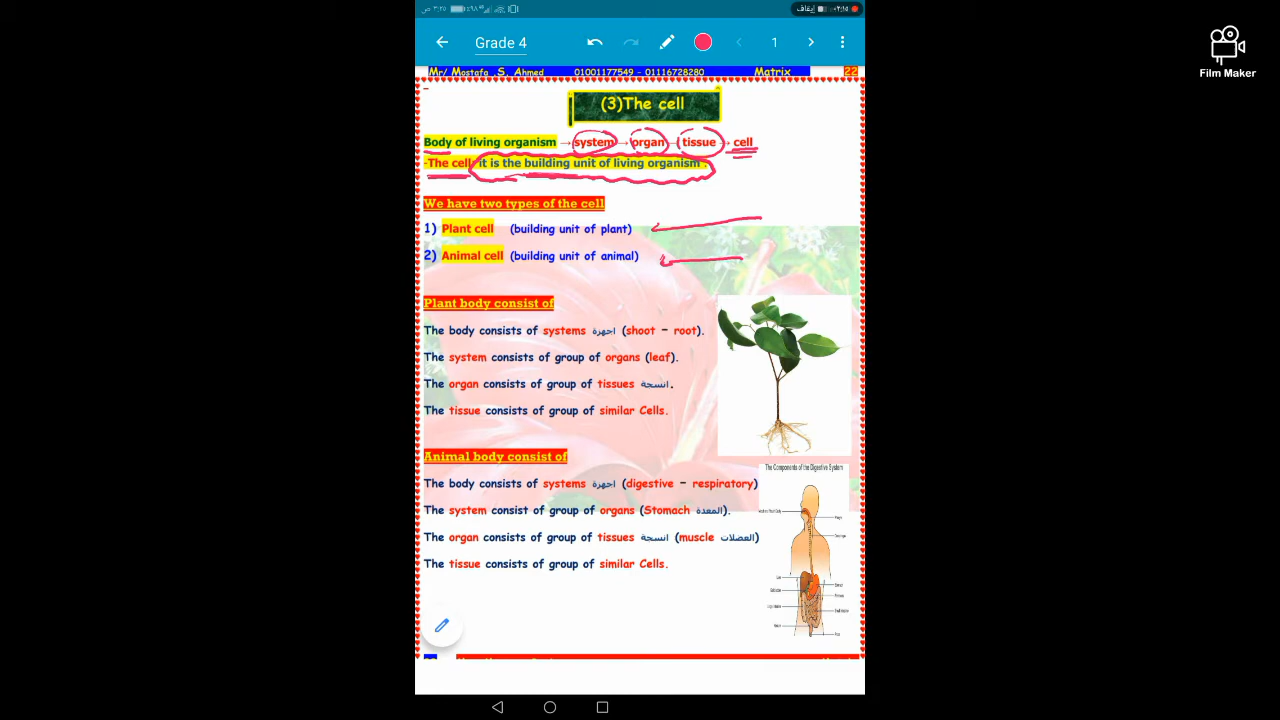 ٣:٢٥ ص
٪٩٨
إيقاف
Grade 4
1
Film Maker
Mr/ Mostafa .S. Ahmed 01001177549 - 01116728280 Matrix 22
(3)The cell
Body of living organism →system→ organ → tissue → cell
-The cell: it is the building unit of living organism .
We have two types of the cell
1) Plant cell (building unit of plant)
2) Animal cell (building unit of animal)
Plant body consist of
The body consists of systems اجهزة (shoot – root).
The system consists of group of organs (leaf).
The organ consists of group of tissues انسجة.
The tissue consists of group of similar Cells.
Animal body consist of
The body consists of systems اجهزة (digestive – respiratory)
The system consist of group of organs (Stomach المعدة).
The organ consists of group of tissues انسجة (muscle العضلات)
The tissue consists of group of similar Cells.
The Components of the Digestive System